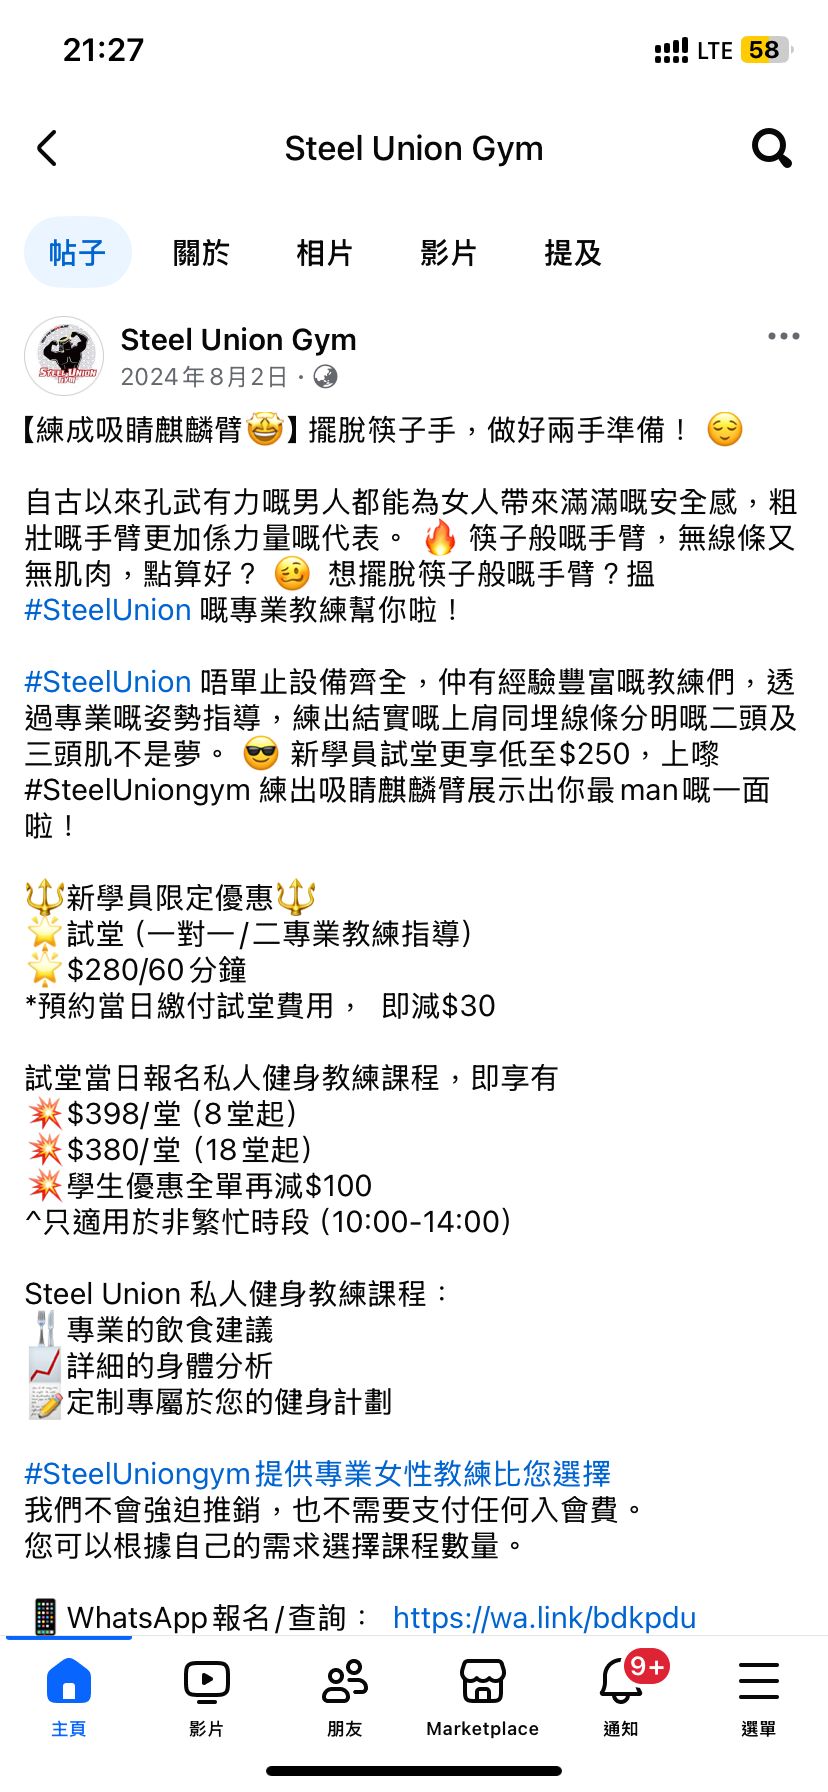 21:27
LTE 58
Steel Union Gym
帖子 關於 相片 影片 提及
STEEL UNION
GYM
Steel Union Gym
2024年8月2日 ·
【練成吸睛麒麟臂🤩】擺脫筷子手，做好兩手準備！ 😌
自古以來孔武有力嘅男人都能為女人帶來滿滿嘅安全感，粗
壯嘅手臂更加係力量嘅代表。 🔥 筷子般嘅手臂，無線條又
無肌肉，點算好？ 🥴 想擺脫筷子般嘅手臂？搵
#SteelUnion 嘅專業教練幫你啦！
#SteelUnion 唔單止設備齊全，仲有經驗豐富嘅教練們，透
過專業嘅姿勢指導，練出結實嘅上肩同埋線條分明嘅二頭及
三頭肌不是夢。 😎 新學員試堂更享低至$250，上嚟
#SteelUniongym 練出吸睛麒麟臂展示出你最man嘅一面
啦！
🔱新學員限定優惠🔱
🌟試堂（一對一/二專業教練指導）
🌟$280/60分鐘
*預約當日繳付試堂費用， 即減$30
試堂當日報名私人健身教練課程，即享有
💥$398/堂（8堂起）
💥$380/堂（18堂起）
💥學生優惠全單再減$100
^只適用於非繁忙時段（10:00-14:00）
Steel Union 私人健身教練課程：
🍴專業的飲食建議
📈詳細的身體分析
📝定制專屬於您的健身計劃
#SteelUniongym提供專業女性教練比您選擇
我們不會強迫推銷，也不需要支付任何入會費。
您可以根據自己的需求選擇課程數量。
📱WhatsApp報名/查詢： https://wa.link/bdkpdu
9+
主頁 影片 朋友 Marketplace 通知 選單